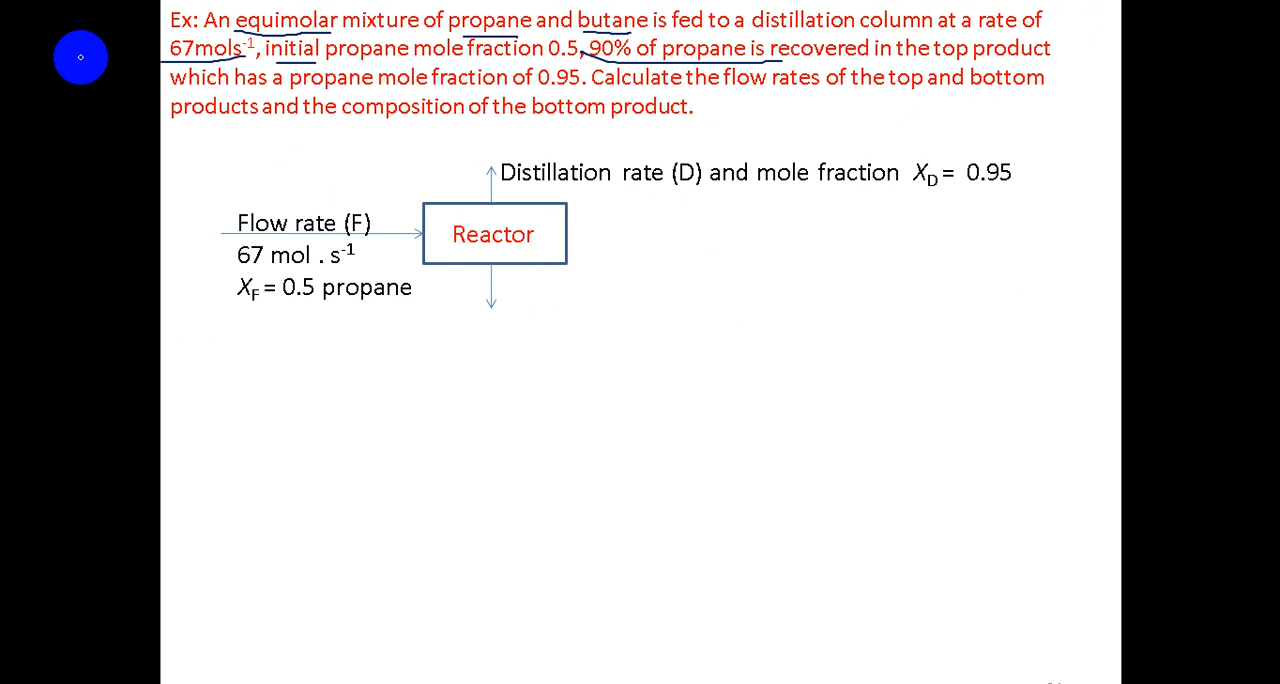 Ex: An equimolar mixture of propane and butane is fed to a distillation column at a rate of
67mols⁻¹, initial propane mole fraction 0.5, 90% of propane is recovered in the top product
which has a propane mole fraction of 0.95. Calculate the flow rates of the top and bottom
products and the composition of the bottom product.
Distillation rate (D) and mole fraction X_D = 0.95
Flow rate (F)
Reactor
67 mol . s⁻¹
X_F = 0.5 propane